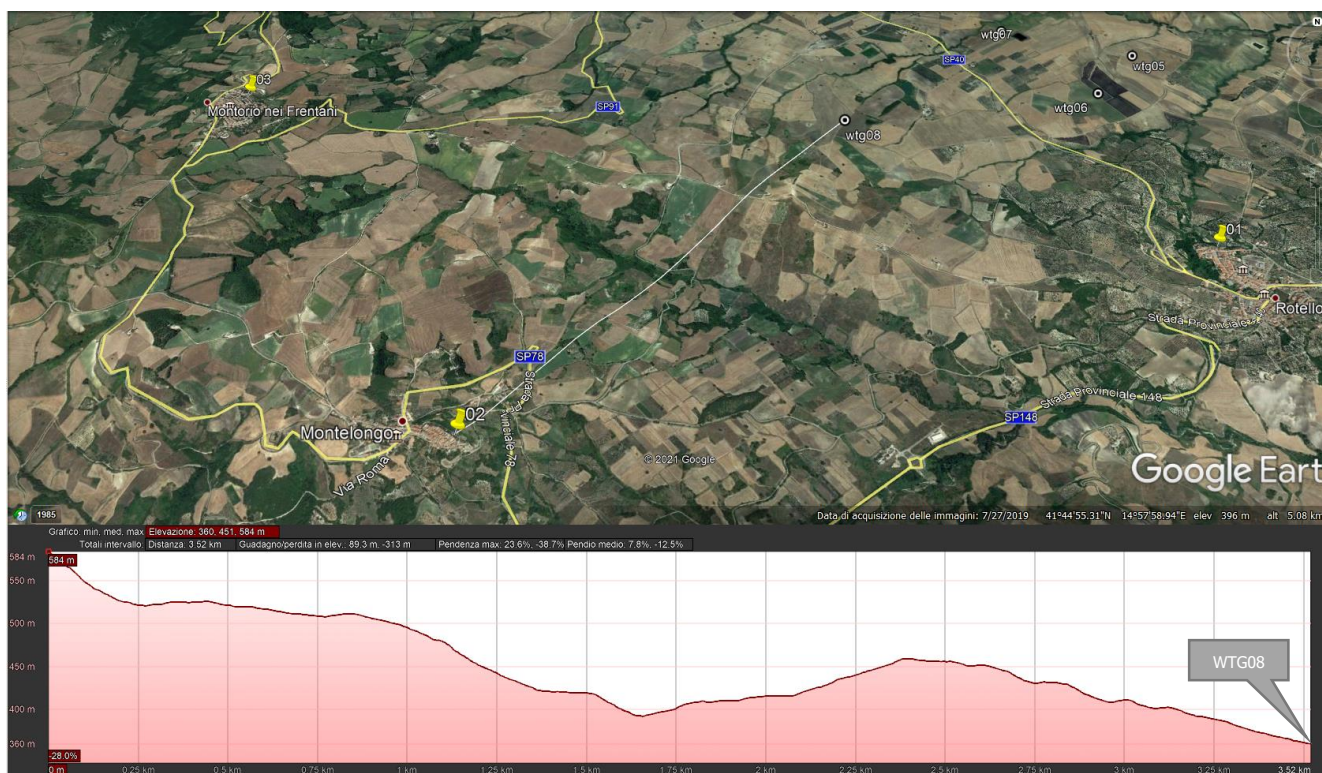 N
wtg07
03
SP40
wtg05
wtg06
Montorio nei Frentani
SP91
wtg08
01
Rotello
Strada Provinciale
SP78
Strada Provinciale 78
Strada Provinciale 148
02
SP148
Montelongo
Via Roma
© 2021 Google
Google Eart
1985
Data di acquisizione delle immagini: 7/27/2019 41°44'55.31"N 14°57'58.94"E elev 396 m alt 5.08 km
Grafico: min. med. max Elevazione: 360, 451, 584 m
Totali intervallo: Distanza: 3.52 km Guadagno/perdita in elev.: 89.3 m, -313 m Pendenza max: 23.6%, -38.7% Pendio medio: 7.8%, -12.5%
584 m
584 m
550 m
500 m
450 m
WTG08
400 m
360 m
-28.0%
0 m 0.25 km 0.5 km 0.75 km 1 km 1.25 km 1.5 km 1.75 km 2 km 2.25 km 2.5 km 2.75 km 3 km 3.25 km 3.52 km